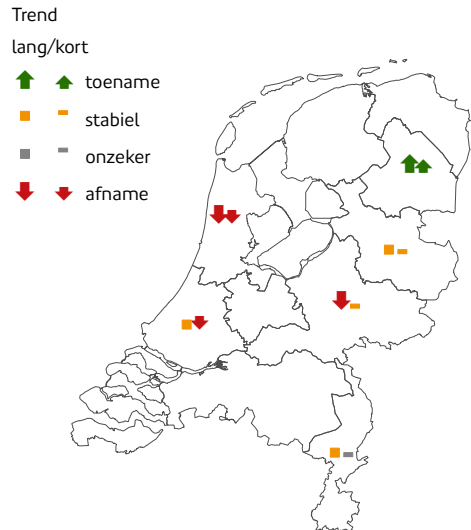 Trend
lang/kort
toename
stabiel
onzeker
afname